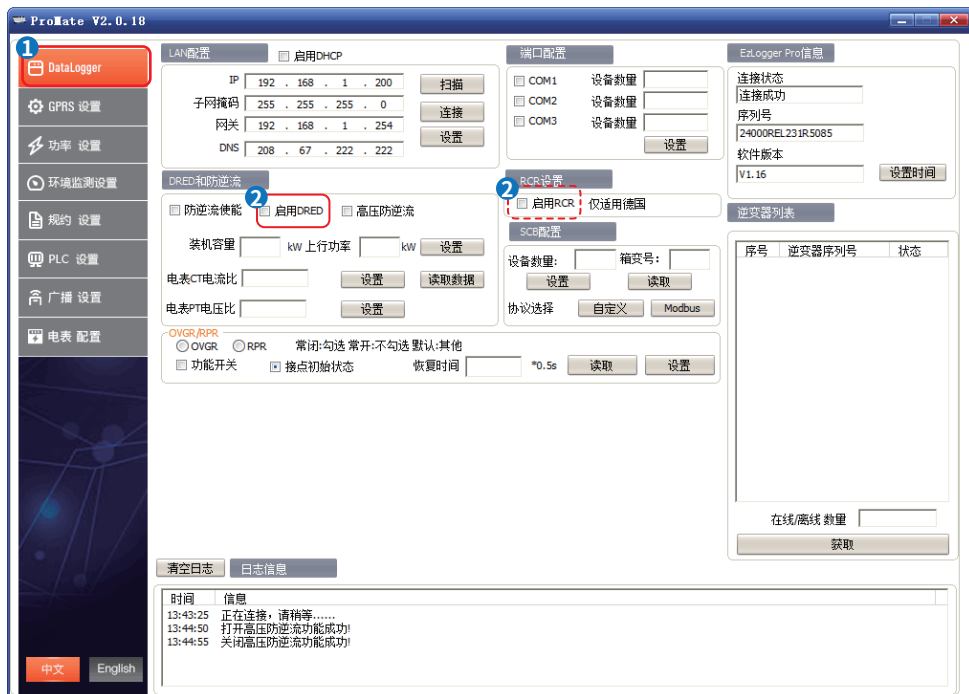 ProMate V2.0.18
1
DataLogger
GPRS 设置
功率 设置
环境监测设置
规约 设置
PLC 设置
广播 设置
电表 配置
中文 English
LAN配置 启用DHCP
IP 192 . 168 . 1 . 200 扫描
子网掩码 255 . 255 . 255 . 0 连接
网关 192 . 168 . 1 . 254 设置
DNS 208 . 67 . 222 . 222
端口配置
COM1 设备数量
COM2 设备数量
COM3 设备数量
设置
EzLogger Pro信息
连接状态
连接成功
序列号
24000REL231R5085
软件版本
V1.16 设置时间
DRED和防逆流
2
防逆流使能 启用DRED 高压防逆流
装机容量 kW 上行功率 kW 设置
电表CT电流比 设置 读取数据
电表PT电压比 设置
RCR设置
2
启用RCR 仅适用德国
SCB配置
设备数量: 箱变号:
设置 读取
协议选择 自定义 Modbus
逆变器列表
序号 逆变器序列号 状态
在线/离线 数量
获取
OVGR/RPR
OVGR RPR 常闭:勾选 常开:不勾选 默认:其他
功能开关 接点初始状态 恢复时间 *0.5s 读取 设置
清空日志 日志信息
时间 信息
13:43:25 正在连接，请稍等......
13:44:50 打开高压防逆流功能成功!
13:44:55 关闭高压防逆流功能成功!